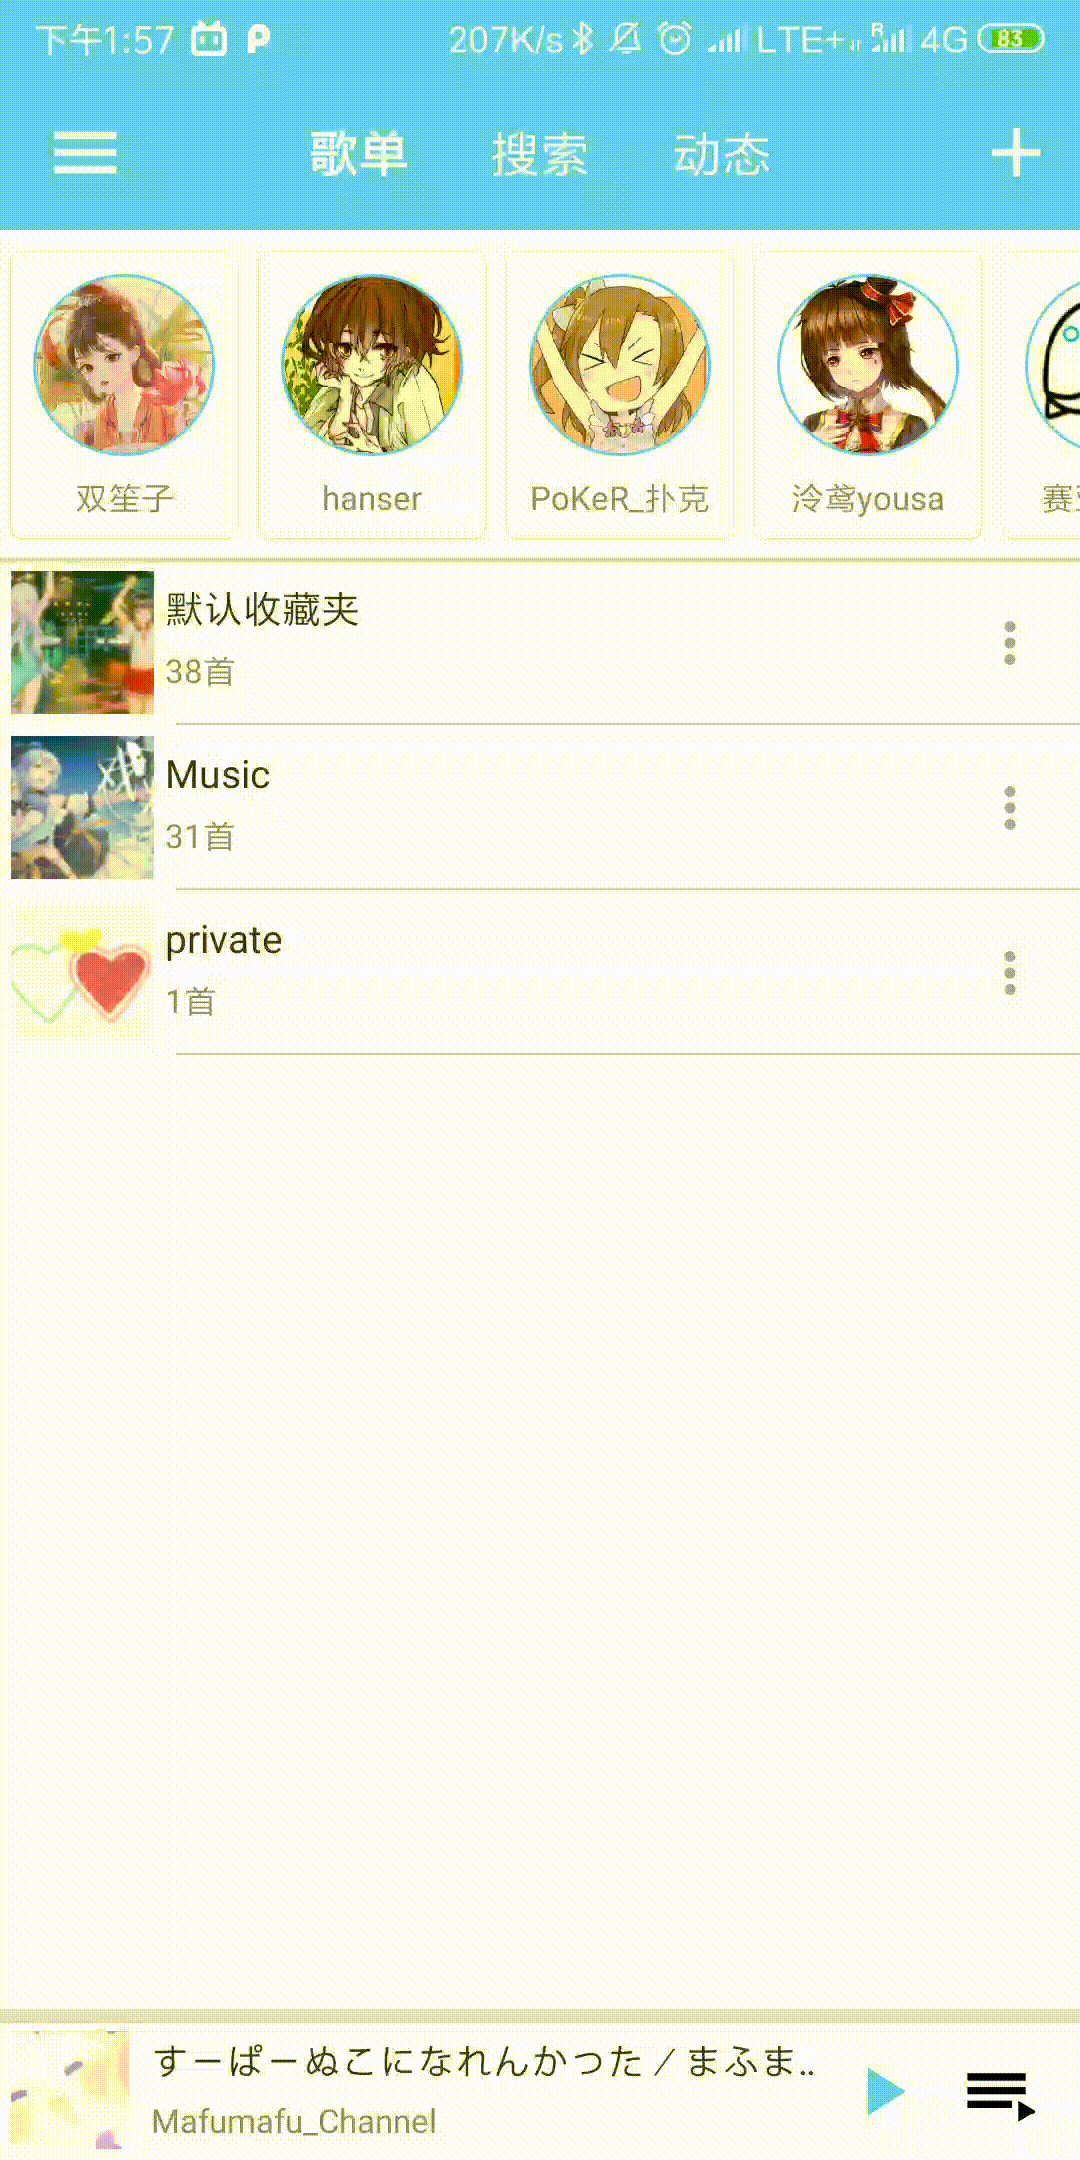 下午1:57 207K/s LTE+ R 4G 83
歌单 搜索 动态
双笙子 hanser PoKeR_扑克 泠鸢yousa 赛
默认收藏夹
38首
Music
31首
private
1首
すーぱーぬこになれんかった / まふま..
Mafumafu_Channel